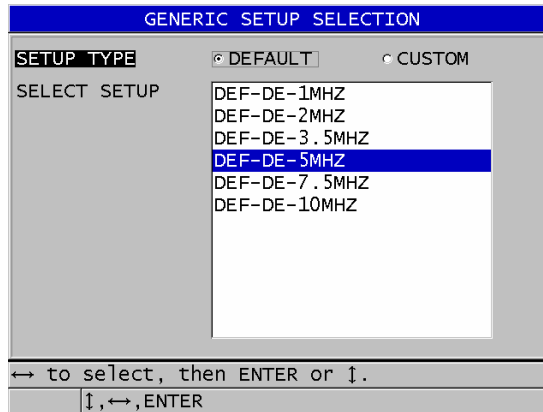 GENERIC SETUP SELECTION
SETUP TYPE DEFAULT CUSTOM
SELECT SETUP DEF-DE-1MHZ
DEF-DE-2MHZ
DEF-DE-3.5MHZ
DEF-DE-5MHZ
DEF-DE-7.5MHZ
DEF-DE-10MHZ
↔ to select, then ENTER or ↕.
↕,↔,ENTER